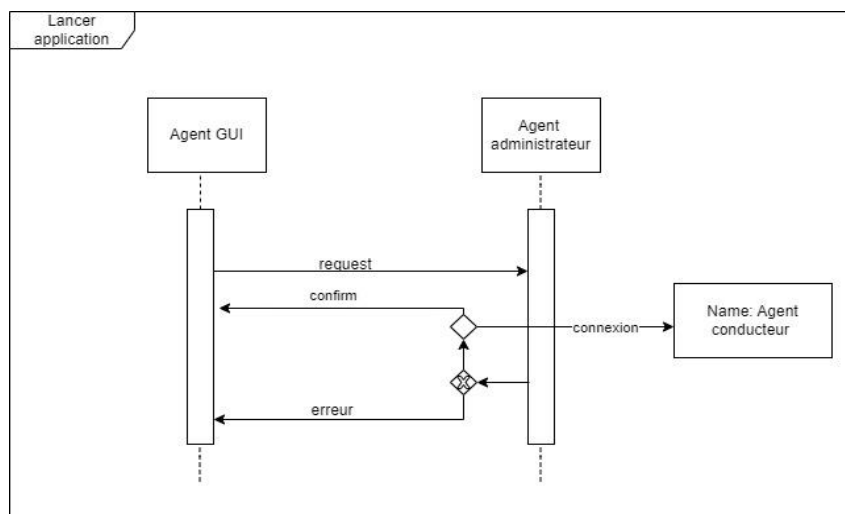 Lancer
application
Agent GUI
Agent
administrateur
request
confirm
connexion
Name: Agent
conducteur
erreur